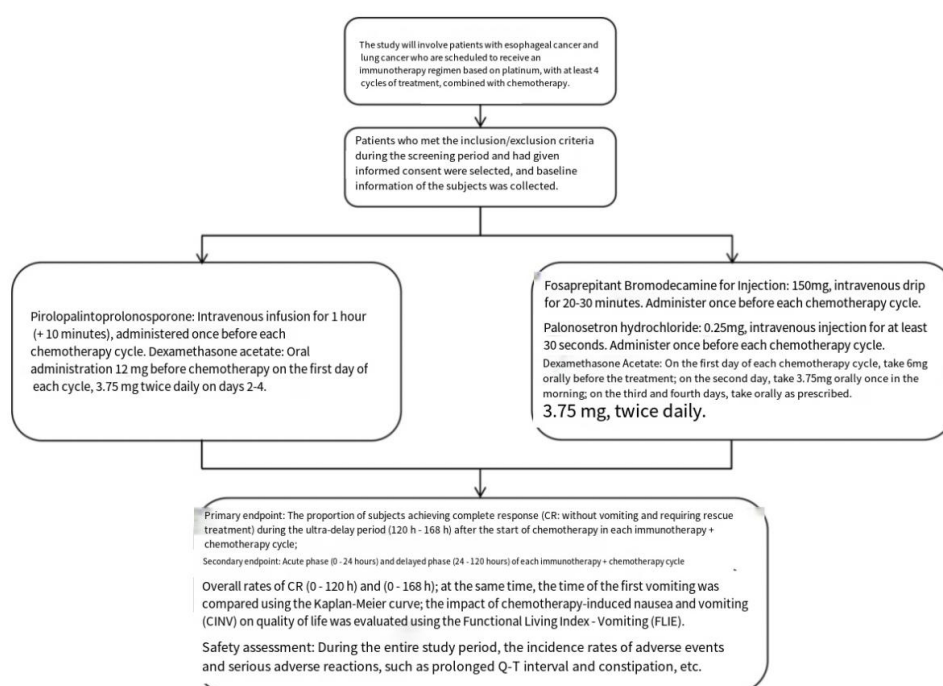 The study will involve patients with esophageal cancer and
lung cancer who are scheduled to receive an
immunotherapy regimen based on platinum, with at least 4
cycles of treatment, combined with chemotherapy.
Patients who met the inclusion/exclusion criteria
during the screening period and had given
informed consent were selected, and baseline
information of the subjects was collected.
Pirolopalintoprolonosporone: Intravenous infusion for 1 hour
(+ 10 minutes), administered once before each
chemotherapy cycle. Dexamethasone acetate: Oral
administration 12 mg before chemotherapy on the first day of
each cycle, 3.75 mg twice daily on days 2-4.
Fosaprepitant Bromodecamine for Injection: 150mg, intravenous drip
for 20-30 minutes. Administer once before each chemotherapy cycle.
Palonosetron hydrochloride: 0.25mg, intravenous injection for at least
30 seconds. Administer once before each chemotherapy cycle.
Dexamethasone Acetate: On the first day of each chemotherapy cycle, take 6mg
orally before the treatment; on the second day, take 3.75mg orally once in the
morning; on the third and fourth days, take orally as prescribed.
3.75 mg, twice daily.
Primary endpoint: The proportion of subjects achieving complete response (CR: without vomiting and requiring rescue
treatment) during the ultra-delay period (120 h - 168 h) after the start of chemotherapy in each immunotherapy +
chemotherapy cycle;
Secondary endpoint: Acute phase (0 - 24 hours) and delayed phase (24 - 120 hours) of each immunotherapy + chemotherapy cycle
Overall rates of CR (0 - 120 h) and (0 - 168 h); at the same time, the time of the first vomiting was
compared using the Kaplan-Meier curve; the impact of chemotherapy-induced nausea and vomiting
(CINV) on quality of life was evaluated using the Functional Living Index - Vomiting (FLIE).
Safety assessment: During the entire study period, the incidence rates of adverse events
and serious adverse reactions, such as prolonged Q-T interval and constipation, etc.